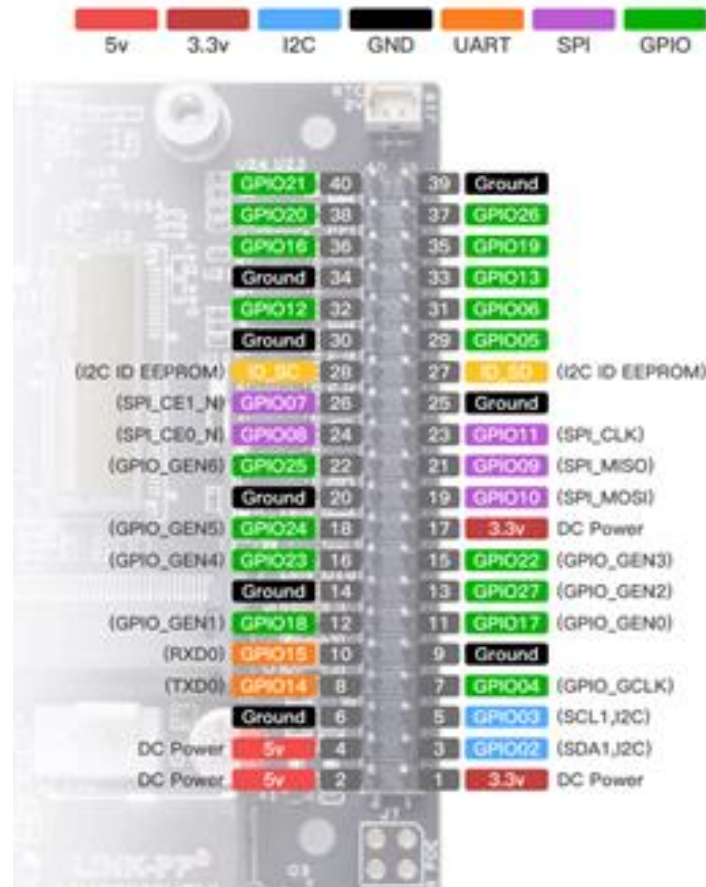 5v 3.3v I2C GND UART SPI GPIO
GPIO21 40 39 Ground
GPIO20 38 37 GPIO26
GPIO16 36 35 GPIO19
Ground 34 33 GPIO13
GPIO12 32 31 GPIO06
Ground 30 29 GPIO05
(I2C ID EEPROM) ID_SC 28 27 ID_SD (I2C ID EEPROM)
(SPI_CE1_N) GPIO07 26 25 Ground
(SPI_CE0_N) GPIO08 24 23 GPIO11 (SPI_CLK)
(GPIO_GEN6) GPIO25 22 21 GPIO09 (SPI_MISO)
Ground 20 19 GPIO10 (SPI_MOSI)
(GPIO_GEN5) GPIO24 18 17 3.3v DC Power
(GPIO_GEN4) GPIO23 16 15 GPIO22 (GPIO_GEN3)
Ground 14 13 GPIO27 (GPIO_GEN2)
(GPIO_GEN1) GPIO18 12 11 GPIO17 (GPIO_GEN0)
(RXD0) GPIO15 10 9 Ground
(TXD0) GPIO14 8 7 GPIO04 (GPIO_GCLK)
Ground 6 5 GPIO03 (SCL1,I2C)
DC Power 5v 4 3 GPIO02 (SDA1,I2C)
DC Power 5v 2 1 3.3v DC Power
J7
LINK-PP